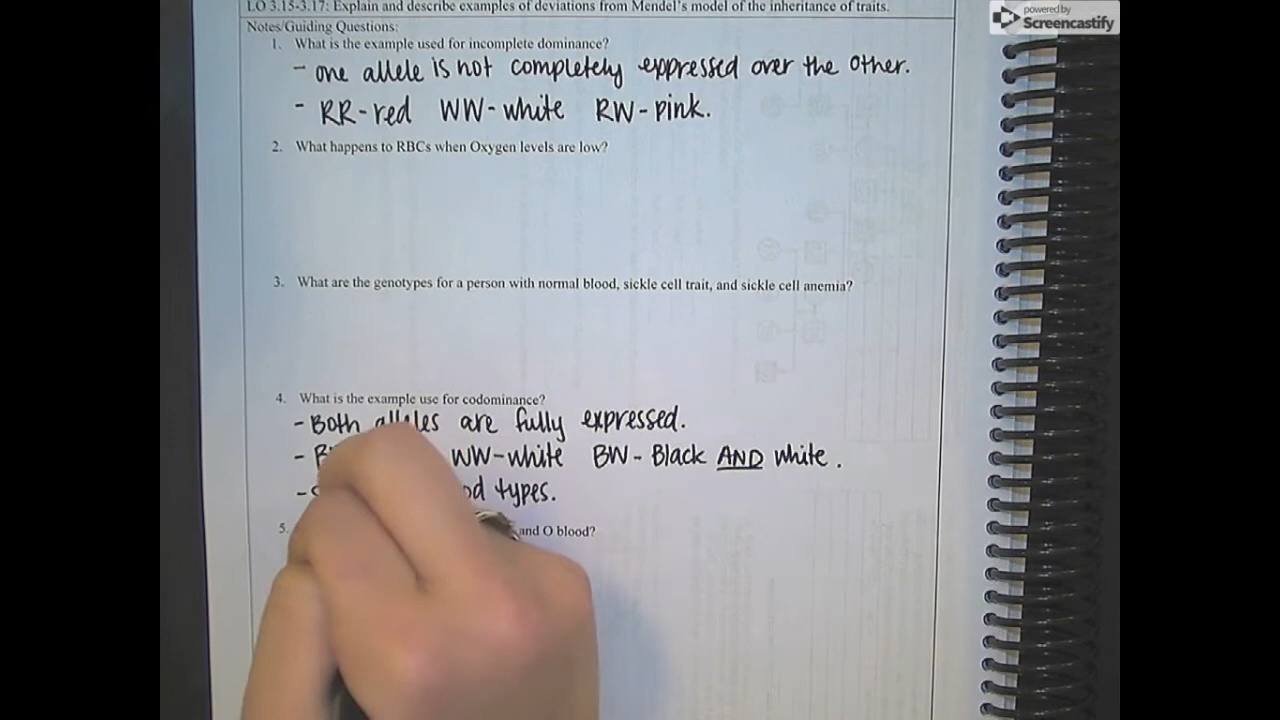 LO 3.15-3.17: Explain and describe examples of deviations from Mendel's model of the inheritance of traits.
powered by
Screencastify
Notes/Guiding Questions:
1. What is the example used for incomplete dominance?
- one allele is not completely expressed over the other.
- RR-red WW-white RW-pink.
2. What happens to RBCs when Oxygen levels are low?
3. What are the genotypes for a person with normal blood, sickle cell trait, and sickle cell anemia?
4. What is the example use for codominance?
- Both alleles are fully expressed.
- WW-white BW-Black AND white.
- types.
5. and O blood?